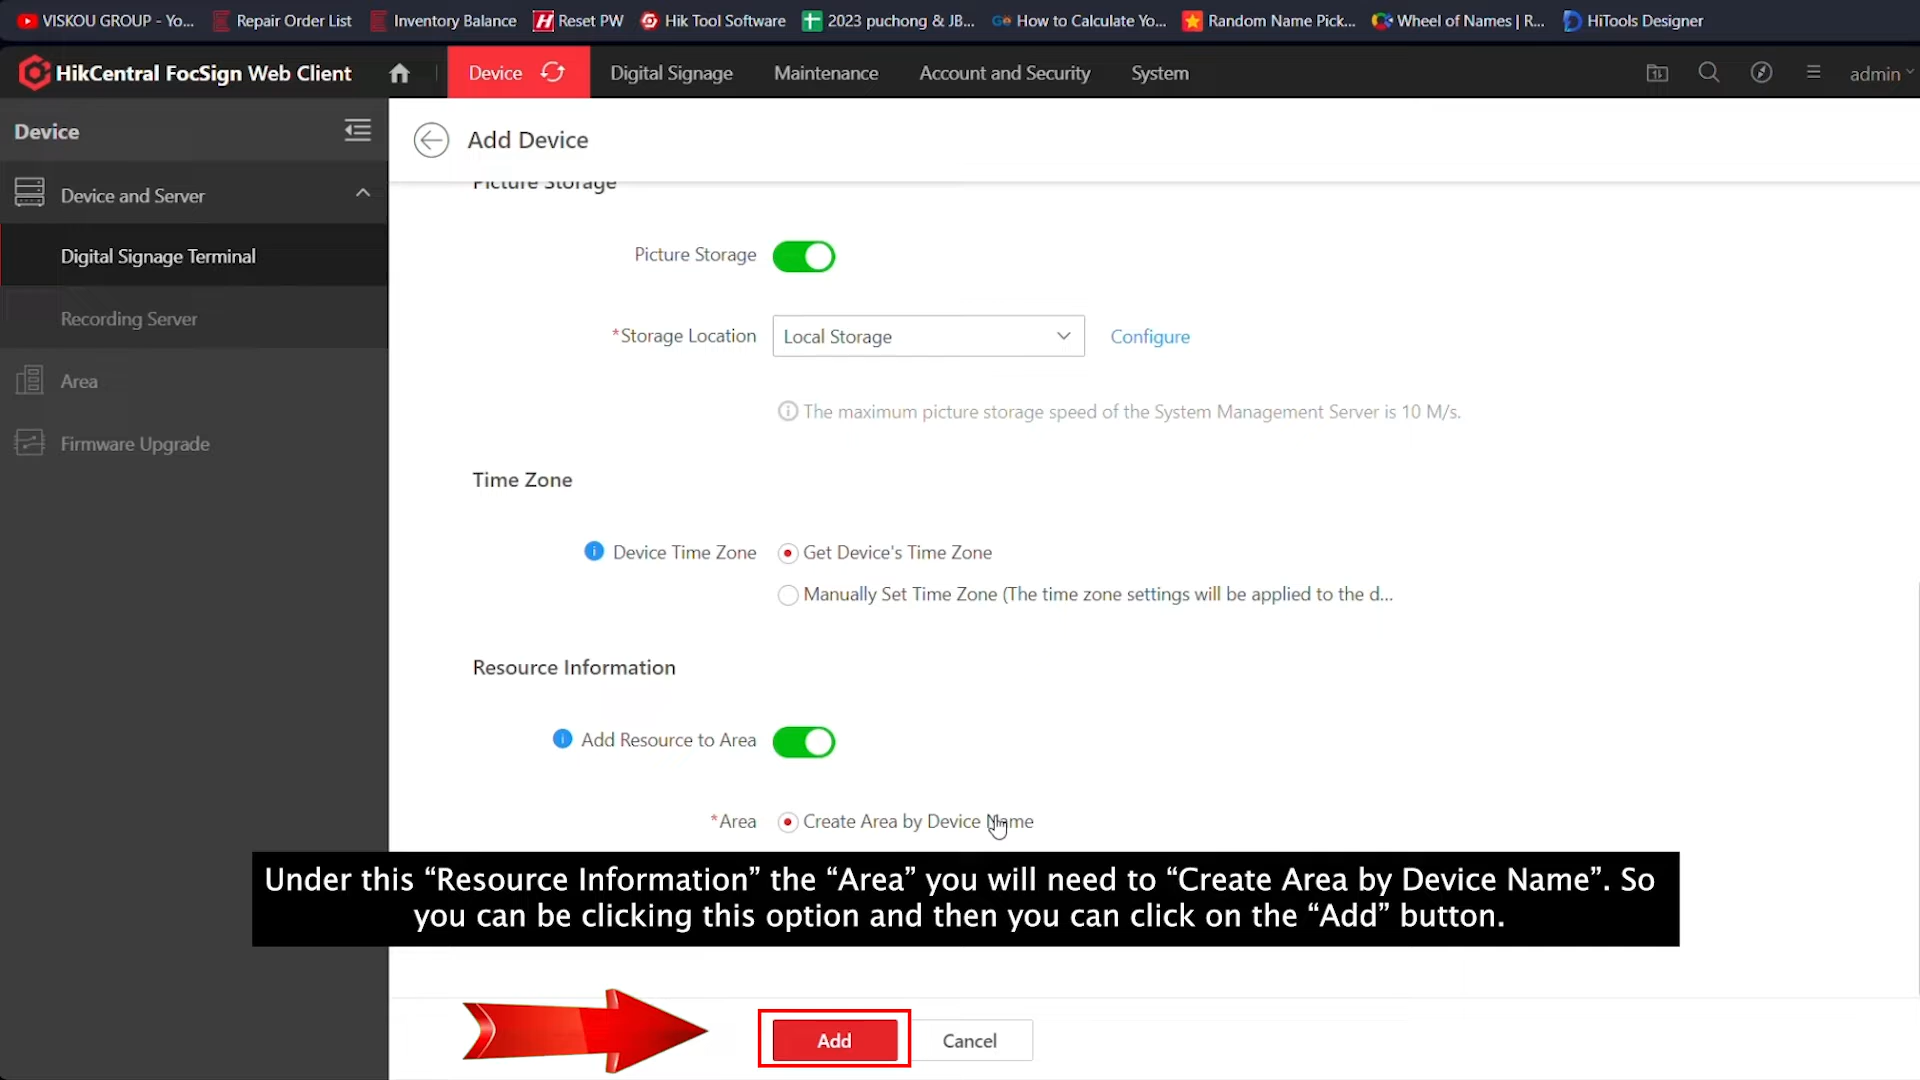 VISKOU GROUP - Yo... Repair Order List Inventory Balance Reset PW Hik Tool Software 2023 puchong & JB... How to Calculate Yo... Random Name Pick... Wheel of Names | R... HiTools Designer
HikCentral FocSign Web Client Device Digital Signage Maintenance Account and Security System admin
Device
Add Device
Device and Server
Digital Signage Terminal
Recording Server
Area
Firmware Upgrade
Picture Storage
Picture Storage
*Storage Location Local Storage Configure
The maximum picture storage speed of the System Management Server is 10 M/s.
Time Zone
Device Time Zone Get Device's Time Zone
Manually Set Time Zone (The time zone settings will be applied to the d...
Resource Information
Add Resource to Area
*Area Create Area by Device Name
Under this “Resource Information” the “Area” you will need to “Create Area by Device Name”. So
you can be clicking this option and then you can click on the “Add” button.
Add Cancel